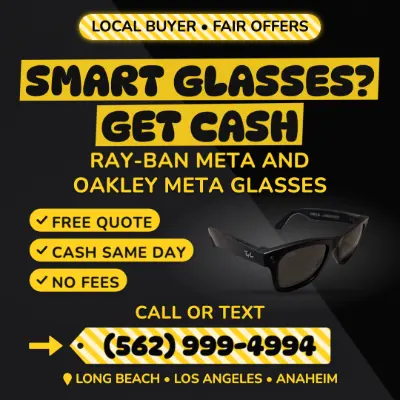 LOCAL BUYER • FAIR OFFERS
SMART GLASSES?
GET CASH
RAY-BAN META AND
OAKLEY META GLASSES
FREE QUOTE
CASH SAME DAY
NO FEES
CALL OR TEXT
(562) 999-4994
LONG BEACH • LOS ANGELES • ANAHEIM